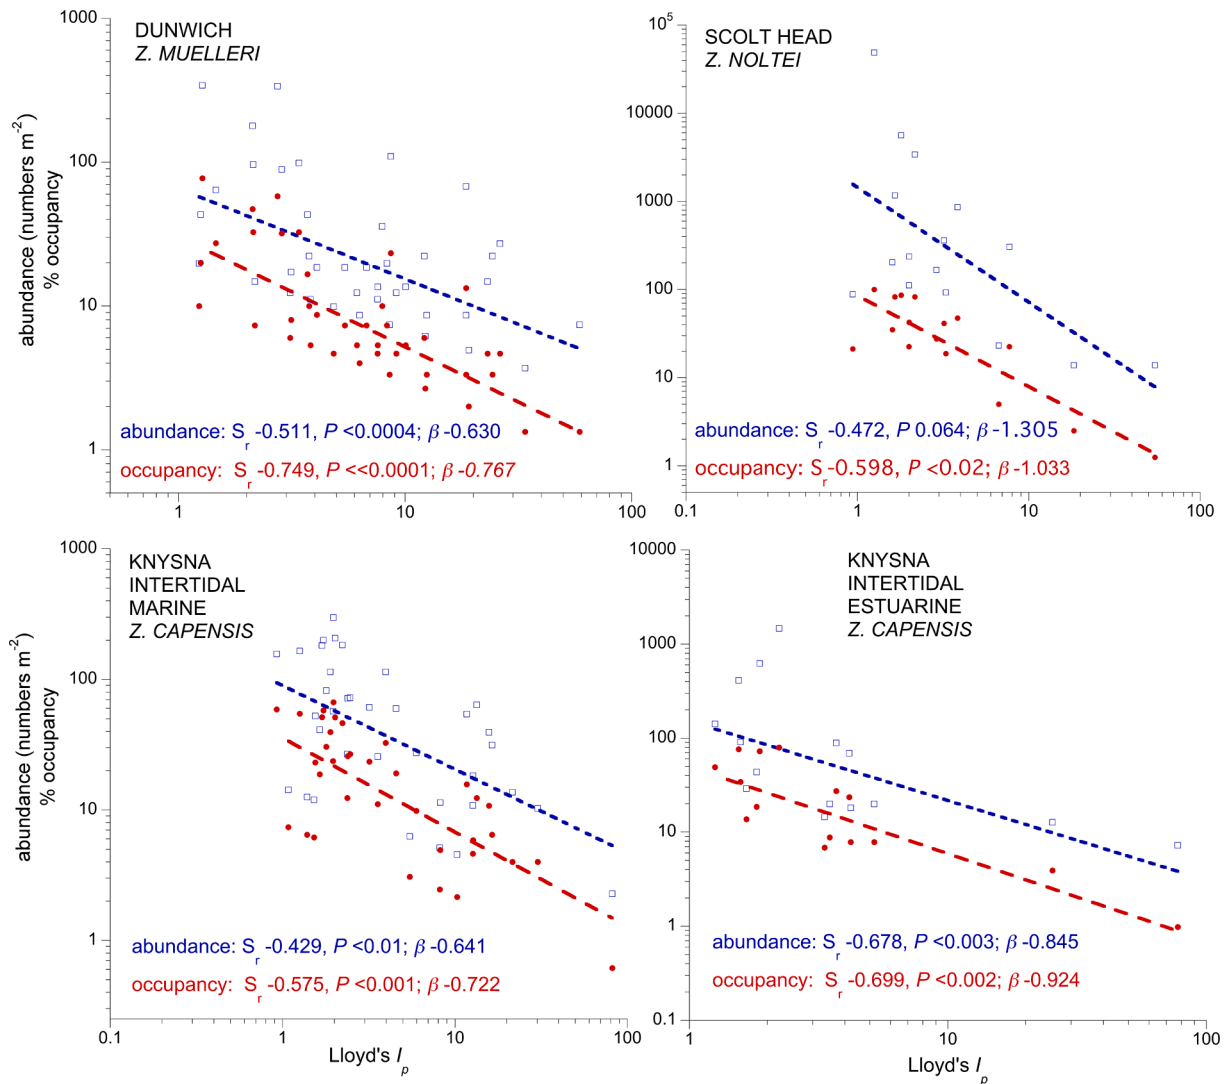 DUNWICH
Z. MUELLERI
1000
100
10
1
abundance (numbers m-2)
% occupancy
abundance: Sr -0.511, P <0.0004; β -0.630
occupancy: Sr -0.749, P <<0.0001; β -0.767
1
10
100
SCOLT HEAD
Z. NOLTEI
10^5
10000
1000
100
10
1
abundance: Sr -0.472, P 0.064; β -1.305
occupancy: Sr -0.598, P <0.02; β -1.033
0.1
1
10
100
KNYSNA
INTERTIDAL
MARINE
Z. CAPENSIS
1000
100
10
1
abundance (numbers m-2)
% occupancy
abundance: Sr -0.429, P <0.01; β -0.641
occupancy: Sr -0.575, P <0.001; β -0.722
0.1
1
10
100
Lloyd's Ip
KNYSNA
INTERTIDAL
ESTUARINE
Z. CAPENSIS
10000
1000
100
10
1
0.1
abundance: Sr -0.678, P <0.003; β -0.845
occupancy: Sr -0.699, P <0.002; β -0.924
1
10
100
Lloyd's Ip